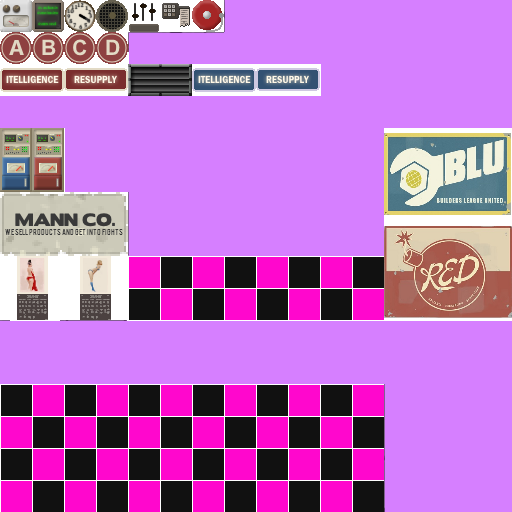 A B C D
ITELLIGENCE RESUPPLY ITELLIGENCE RESUPPLY
BLU
BUILDERS LEAGUE UNITED.
MANN CO.
WE SELL PRODUCTS AND GET INTO FIGHTS
RED